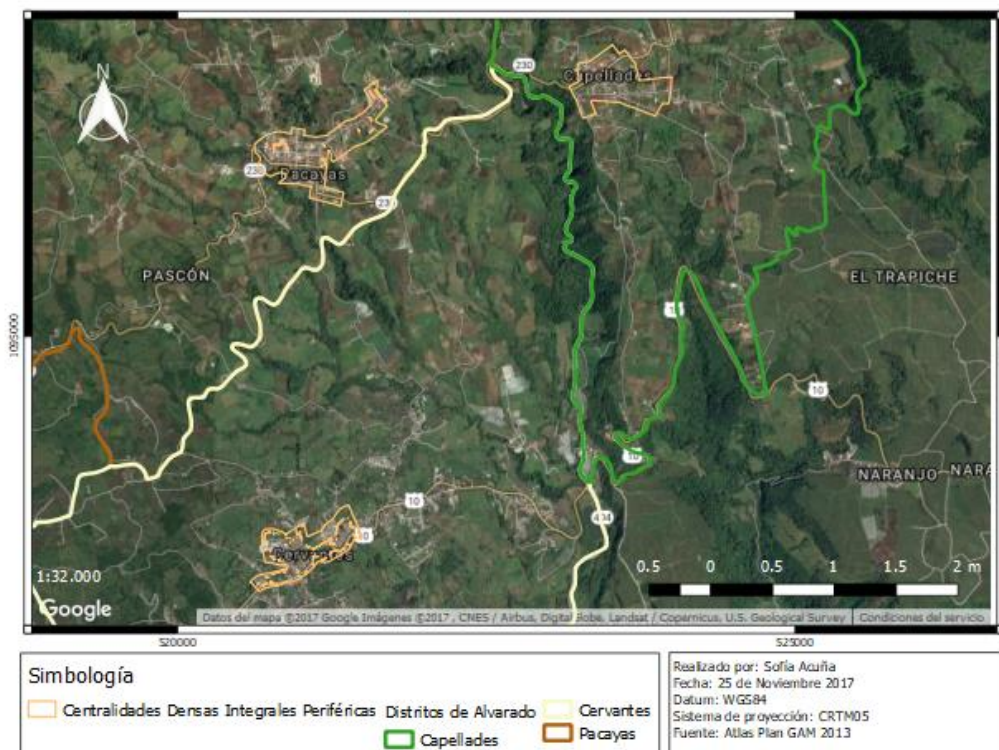 N
230
Capellades
230
Pacayas
230
PASCÓN
EL TRAPICHE
10
10
NARANJO
10
10
10
404
Cervantes
1095000
1:32.000
0.5 0 0.5 1 1.5 2 m
Google
Datos del mapa ©2017 Google Imágenes ©2017 , CNES / Airbus, Digital Globe, Landsat / Copernicus, U.S. Geological Survey Condiciones del servicio
520000 525000
Simbología
Centralidades Densas Integrales Periféricas Distritos de Alvarado Cervantes
Capellades Pacayas
Realizado por: Sofía Acuña
Fecha: 25 de Noviembre 2017
Datum: WGS84
Sistema de proyección: CRTM05
Fuente: Atlas Plan GAM 2013